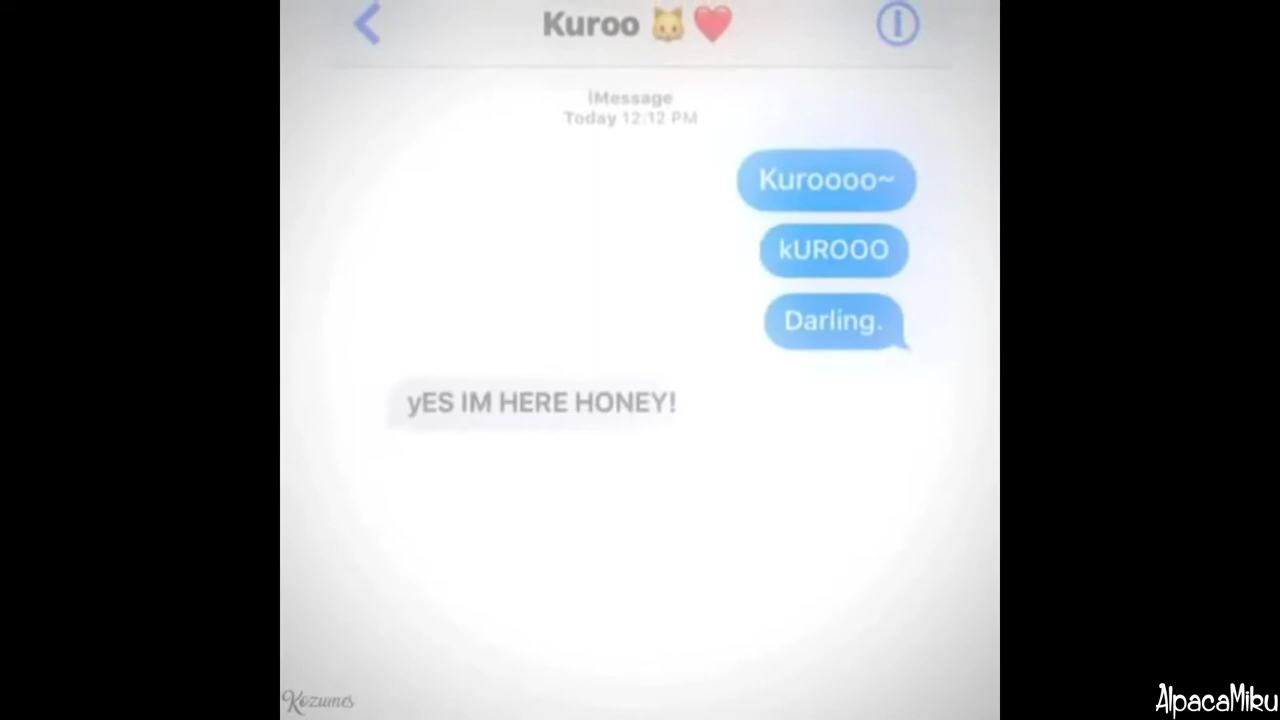 Kuroo 🐱❤️
iMessage
Today 12:12 PM
Kuroooo~
kUROOO
Darling.
yES IM HERE HONEY!
Kozumes
AlpacaMiku